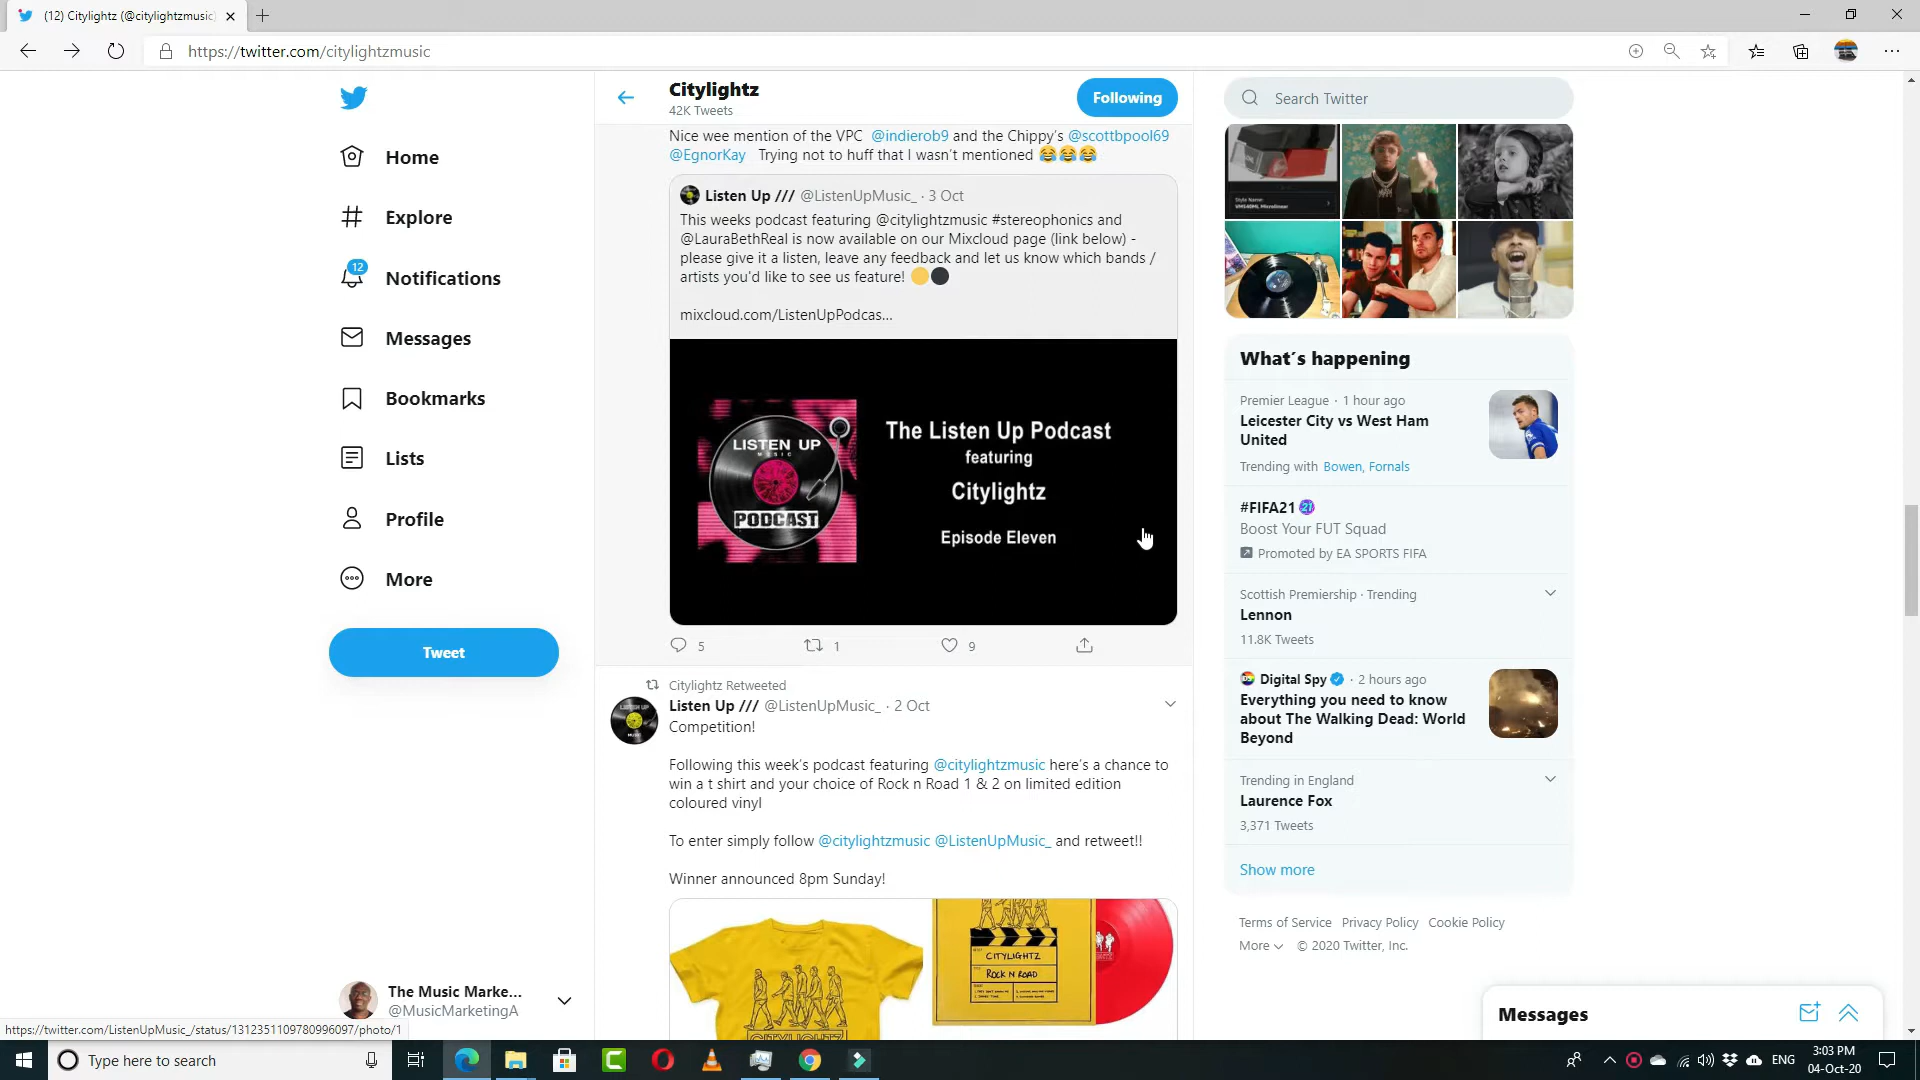 (12) Citylightz (@citylightzmusic)
https://twitter.com/citylightzmusic
Home
Explore
12
Notifications
Messages
Bookmarks
Lists
Profile
More
Tweet
The Music Marke...
@MusicMarketingA
Citylightz
42K Tweets
Following
Nice wee mention of the VPC @indierob9 and the Chippy's @scottbpool69
@EgnorKay Trying not to huff that I wasn't mentioned 😂😂😂
Listen Up /// @ListenUpMusic_ · 3 Oct
This weeks podcast featuring @citylightzmusic #stereophonics and
@LauraBethReal is now available on our Mixcloud page (link below) -
please give it a listen, leave any feedback and let us know which bands /
artists you'd like to see us feature! 🟡⚫
mixcloud.com/ListenUpPodcas...
LISTEN UP
MUSIC
PODCAST
The Listen Up Podcast
featuring
Citylightz
Episode Eleven
5 1 9
Citylightz Retweeted
Listen Up /// @ListenUpMusic_ · 2 Oct
Competition!
Following this week's podcast featuring @citylightzmusic here's a chance to
win a t shirt and your choice of Rock n Road 1 & 2 on limited edition
coloured vinyl
To enter simply follow @citylightzmusic @ListenUpMusic_ and retweet!!
Winner announced 8pm Sunday!
CITYLIGHTZ
ROCK N ROAD
CITYLIGHTZ
Search Twitter
What's happening
Premier League · 1 hour ago
Leicester City vs West Ham
United
Trending with Bowen, Fornals
#FIFA21
Boost Your FUT Squad
Promoted by EA SPORTS FIFA
Scottish Premiership · Trending
Lennon
11.8K Tweets
Digital Spy · 2 hours ago
Everything you need to know
about The Walking Dead: World
Beyond
Trending in England
Laurence Fox
3,371 Tweets
Show more
Terms of Service Privacy Policy Cookie Policy
More © 2020 Twitter, Inc.
Messages
https://twitter.com/ListenUpMusic_/status/1312351109780996097/photo/1
Type here to search
ENG
3:03 PM
04-Oct-20